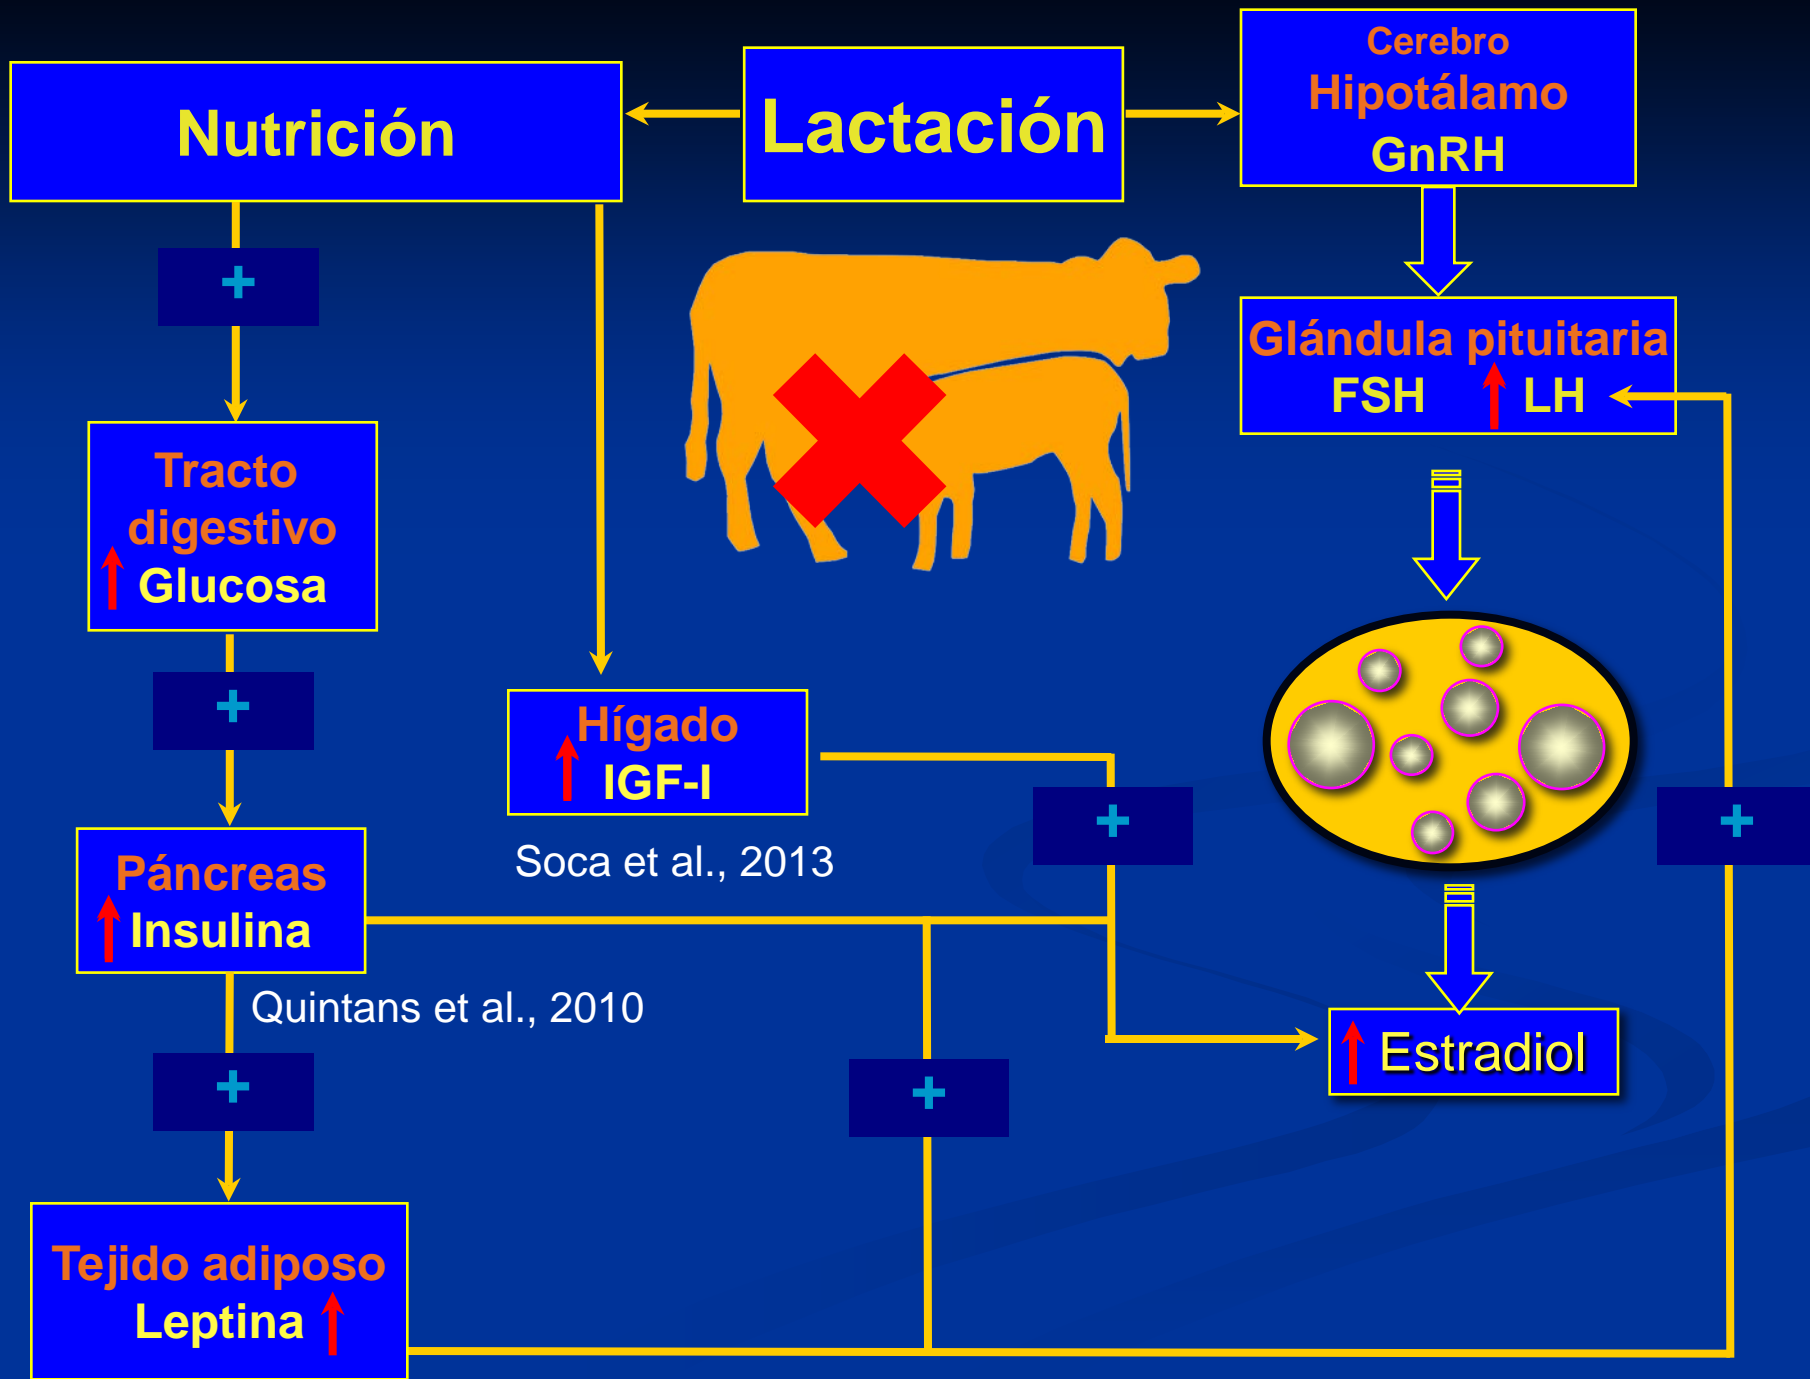 Nutrición
Lactación
Cerebro
Hipotálamo
GnRH
+
Glándula pituitaria
FSH LH
Tracto
digestivo
Glucosa
+
Hígado
IGF-I
Soca et al., 2013
+
+
Páncreas
Insulina
Quintans et al., 2010
+
+
Estradiol
Tejido adiposo
Leptina